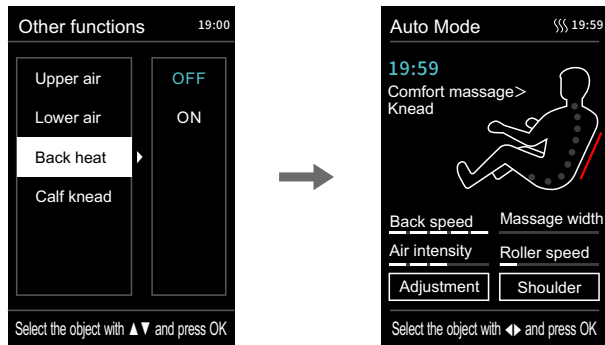 Other functions 19:00
Upper air OFF
Lower air ON
Back heat
Calf knead
Select the object with ▲▼ and press OK
Auto Mode 19:59
19:59
Comfort massage>
Knead
Back speed Massage width
Air intensity Roller speed
Adjustment Shoulder
Select the object with ◀▶ and press OK